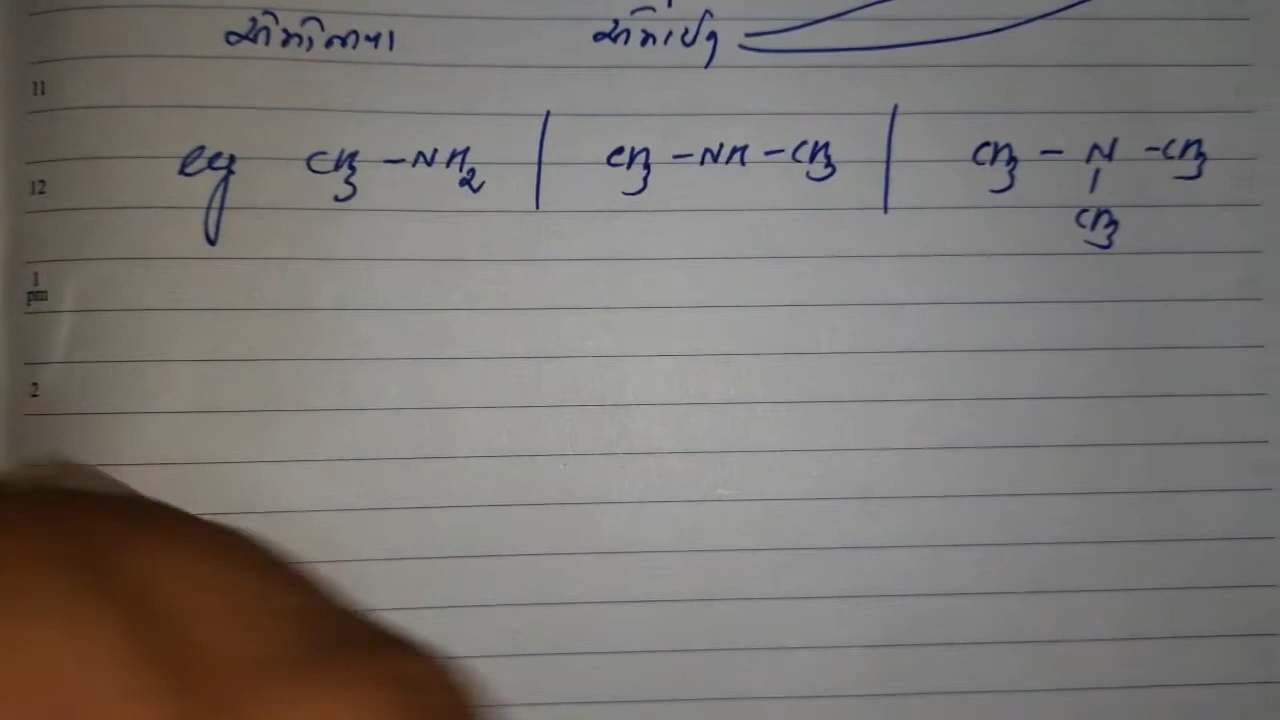 11
eg CH3 - NH2 | CH3 - NH - CH3 | CH3 - N - CH3
|
CH3
12
1
pm
2